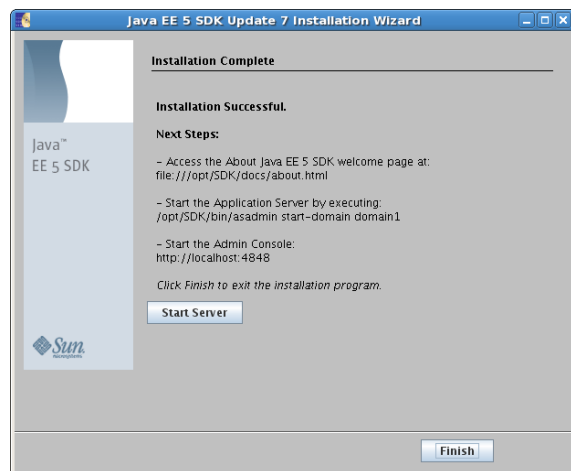 Java EE 5 SDK Update 7 Installation Wizard
Java™
EE 5 SDK
Sun
microsystems
Installation Complete
Installation Successful.
Next Steps:
– Access the About Java EE 5 SDK welcome page at:
file:///opt/SDK/docs/about.html
– Start the Application Server by executing:
/opt/SDK/bin/asadmin start-domain domain1
– Start the Admin Console:
http://localhost:4848
Click Finish to exit the installation program.
Start Server
Finish